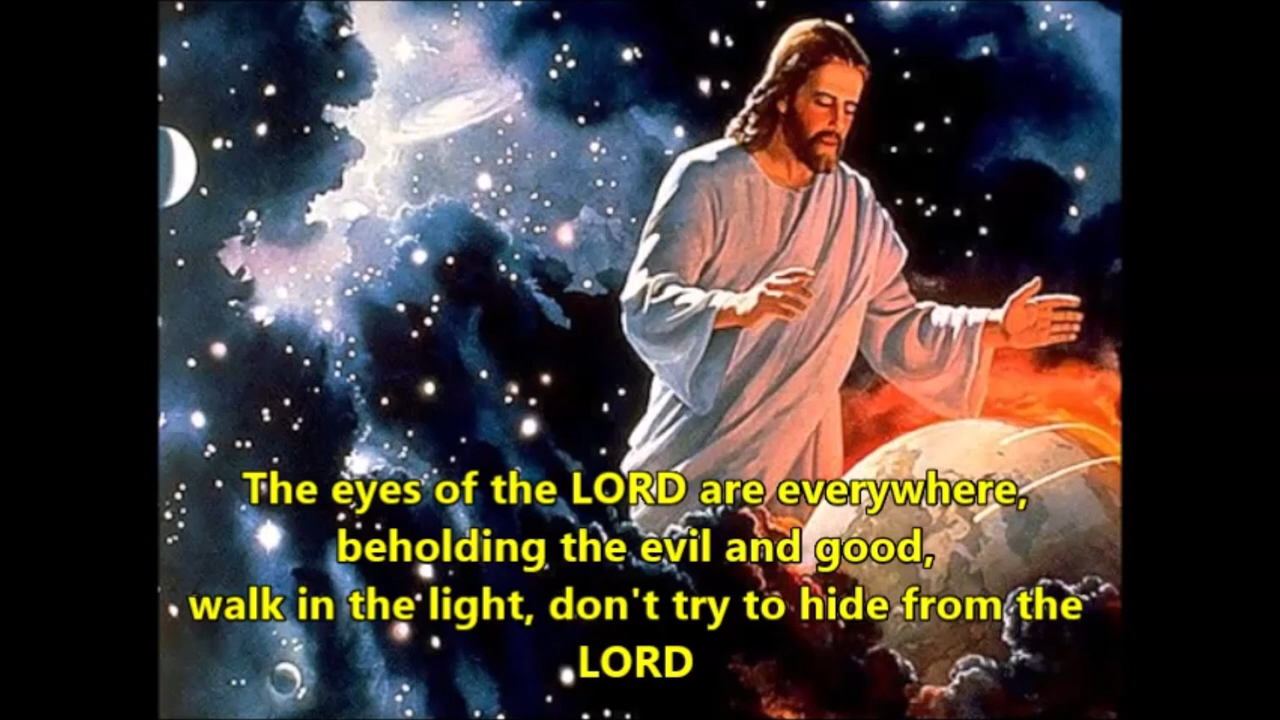 The eyes of the LORD are everywhere,
beholding the evil and good,
walk in the light, don't try to hide from the
LORD